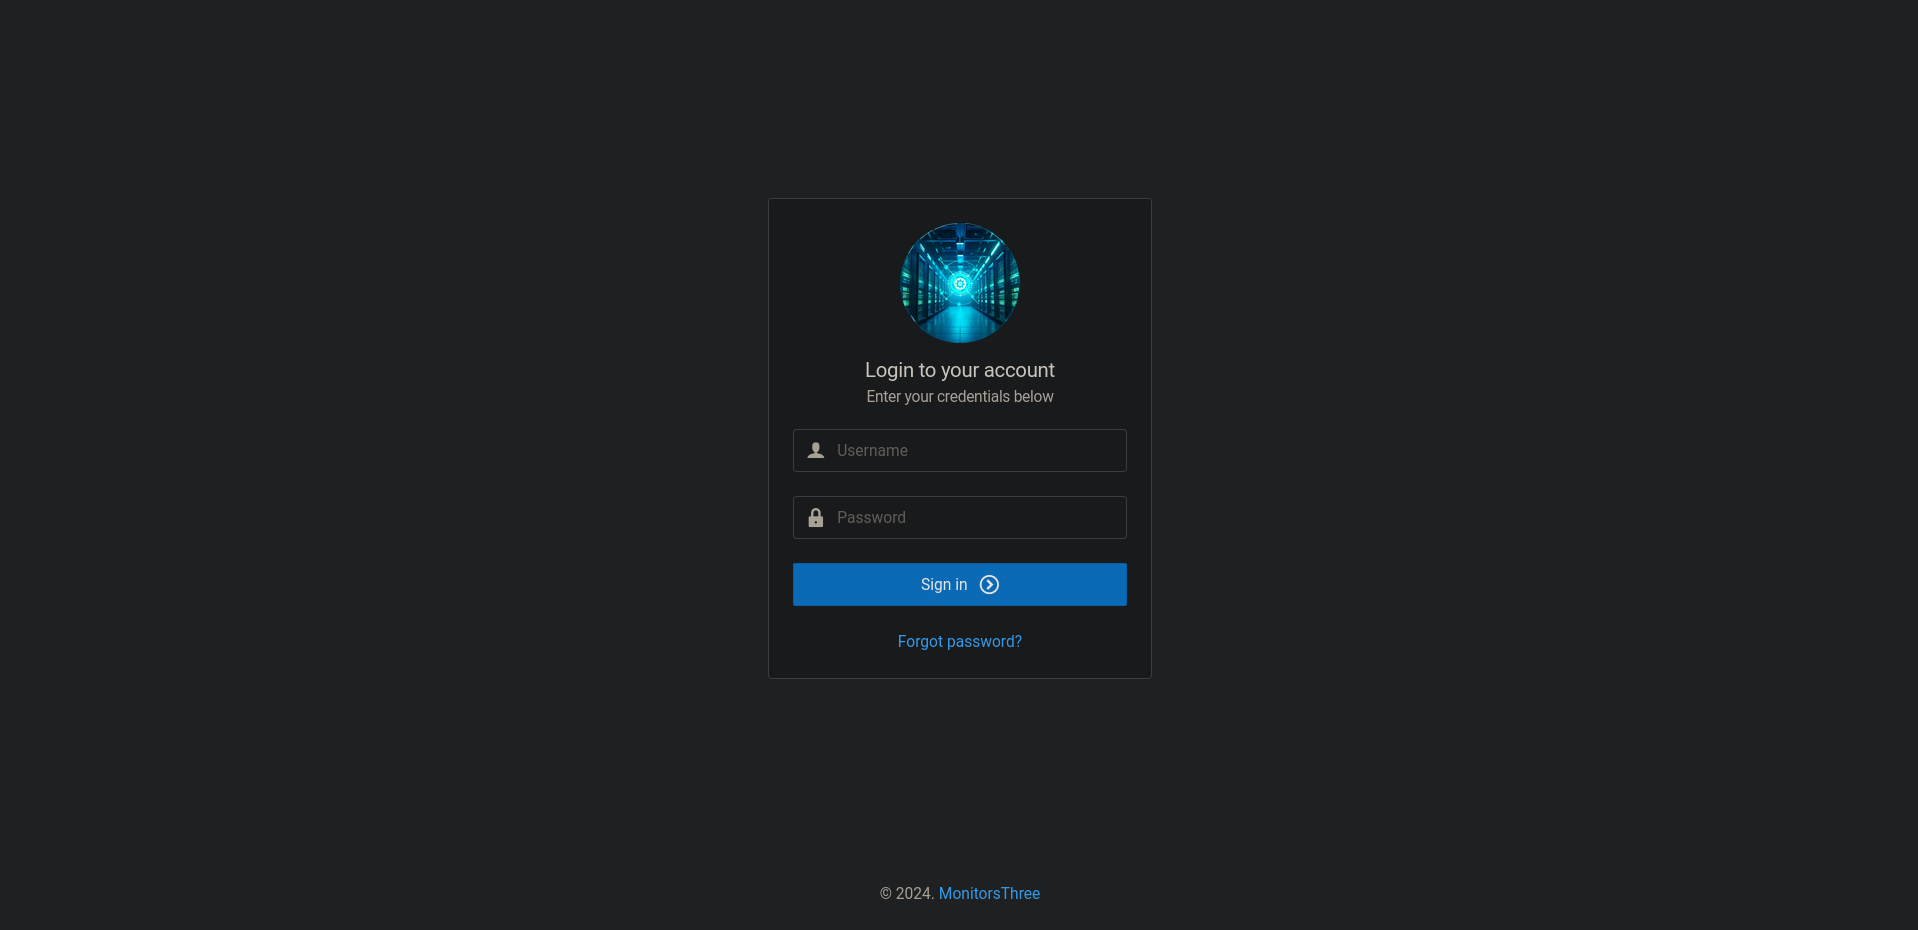 Login to your account
Enter your credentials below
Username
Password
Sign in
Forgot password?
© 2024. MonitorsThree